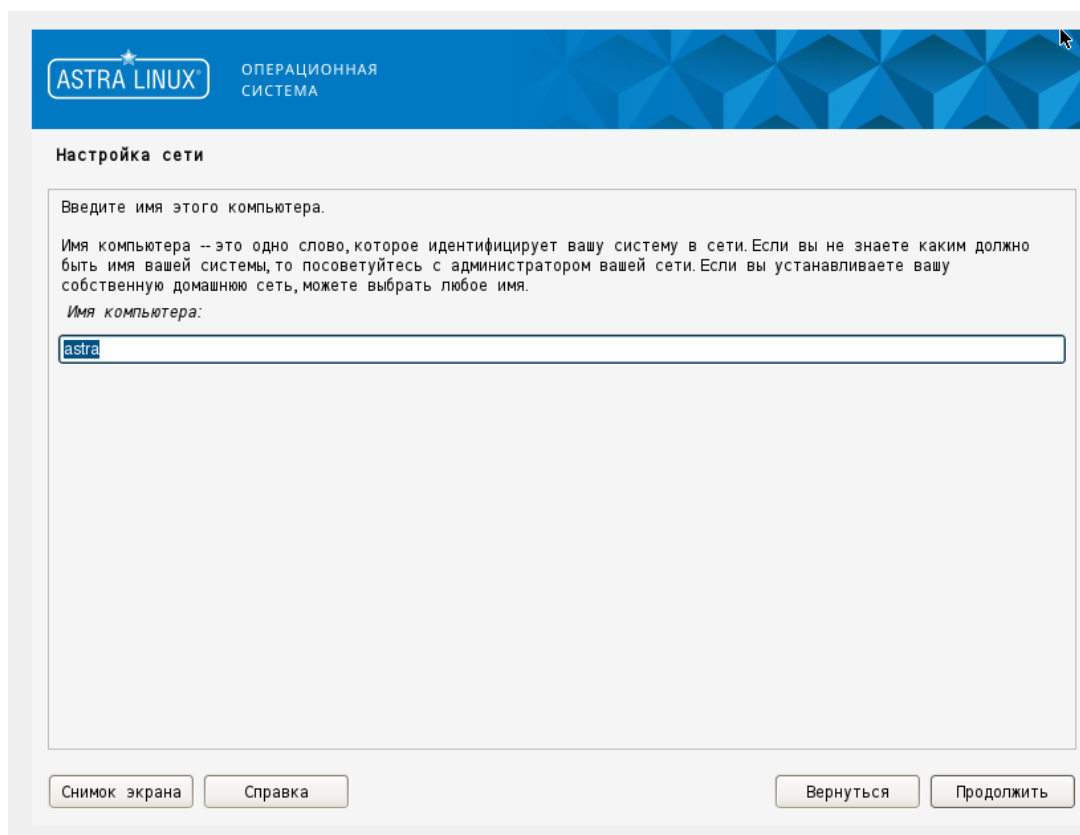 ASTRA LINUX®
ОПЕРАЦИОННАЯ
СИСТЕМА
Настройка сети
Введите имя этого компьютера.
Имя компьютера -- это одно слово, которое идентифицирует вашу систему в сети. Если вы не знаете каким должно
быть имя вашей системы, то посоветуйтесь с администратором вашей сети. Если вы устанавливаете вашу
собственную домашнюю сеть, можете выбрать любое имя.
Имя компьютера:
astra
Снимок экрана
Справка
Вернуться
Продолжить